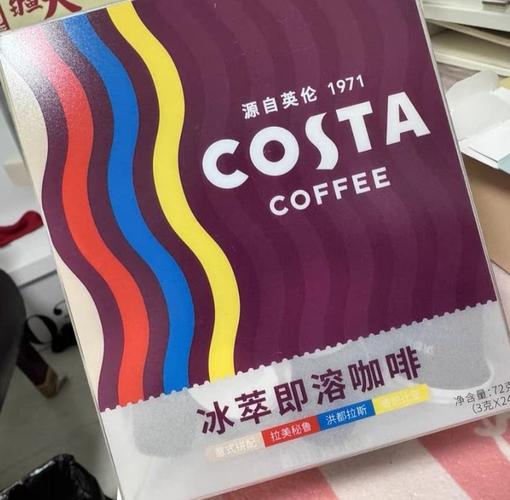 源自英伦 1971
COSTA
COFFEE
冰萃即溶咖啡
意式拼配 拉美秘鲁 洪都拉斯
净含量:72克
(3克X24